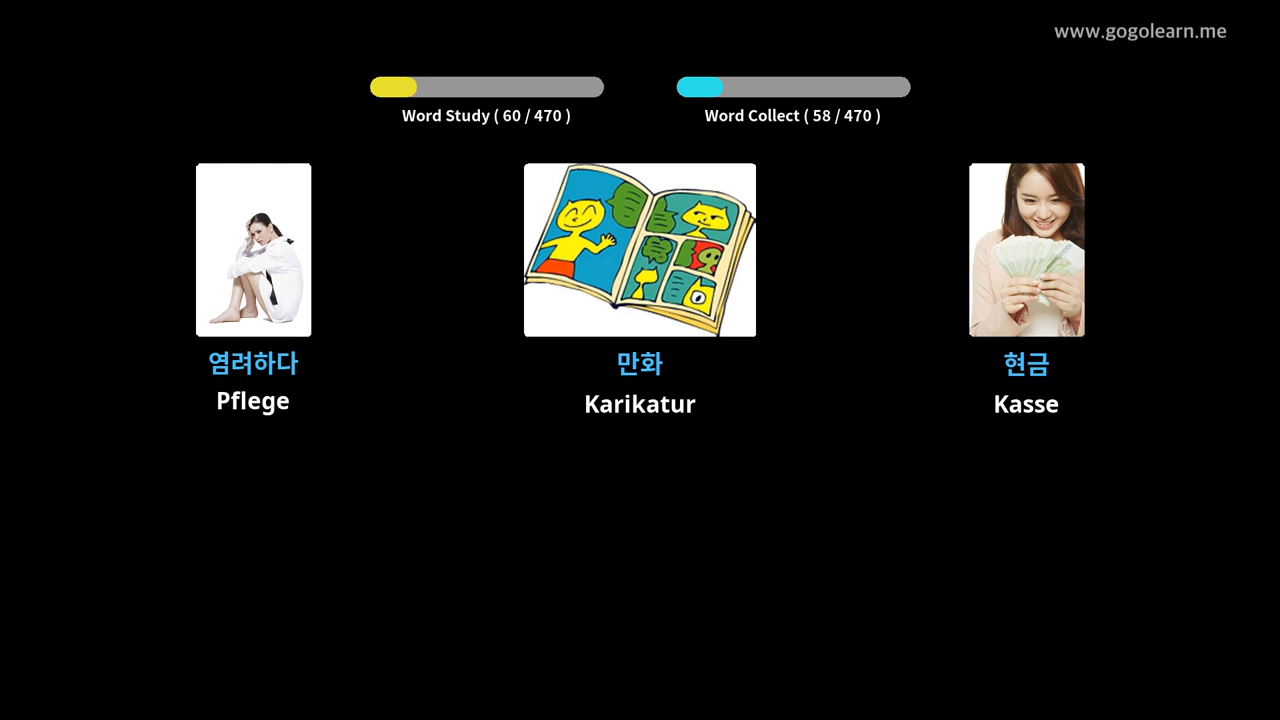 www.gogolearn.me
Word Study ( 60 / 470 )
Word Collect ( 58 / 470 )
염려하다
만화
현금
Pflege
Karikatur
Kasse